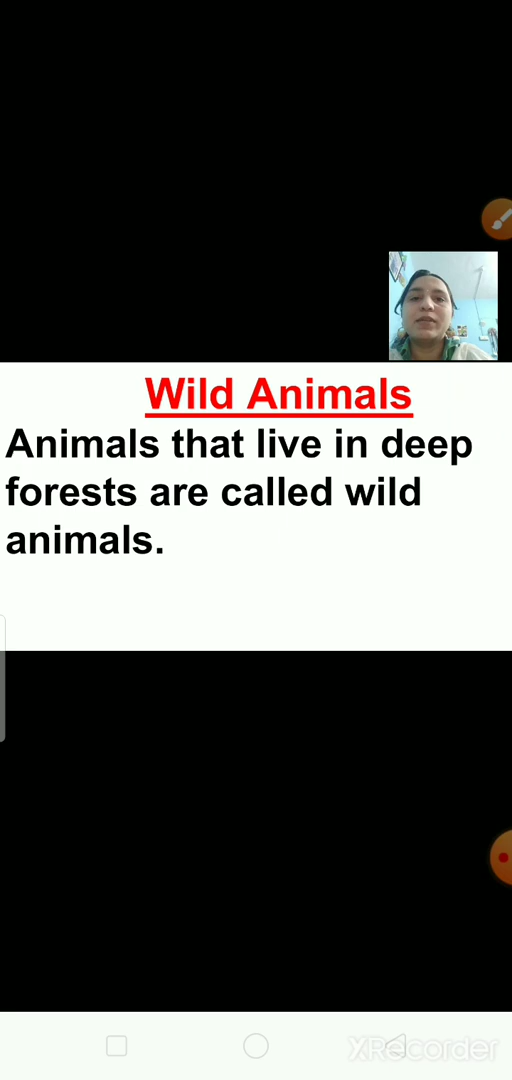 Wild Animals
Animals that live in deep
forests are called wild
animals.
XRecorder